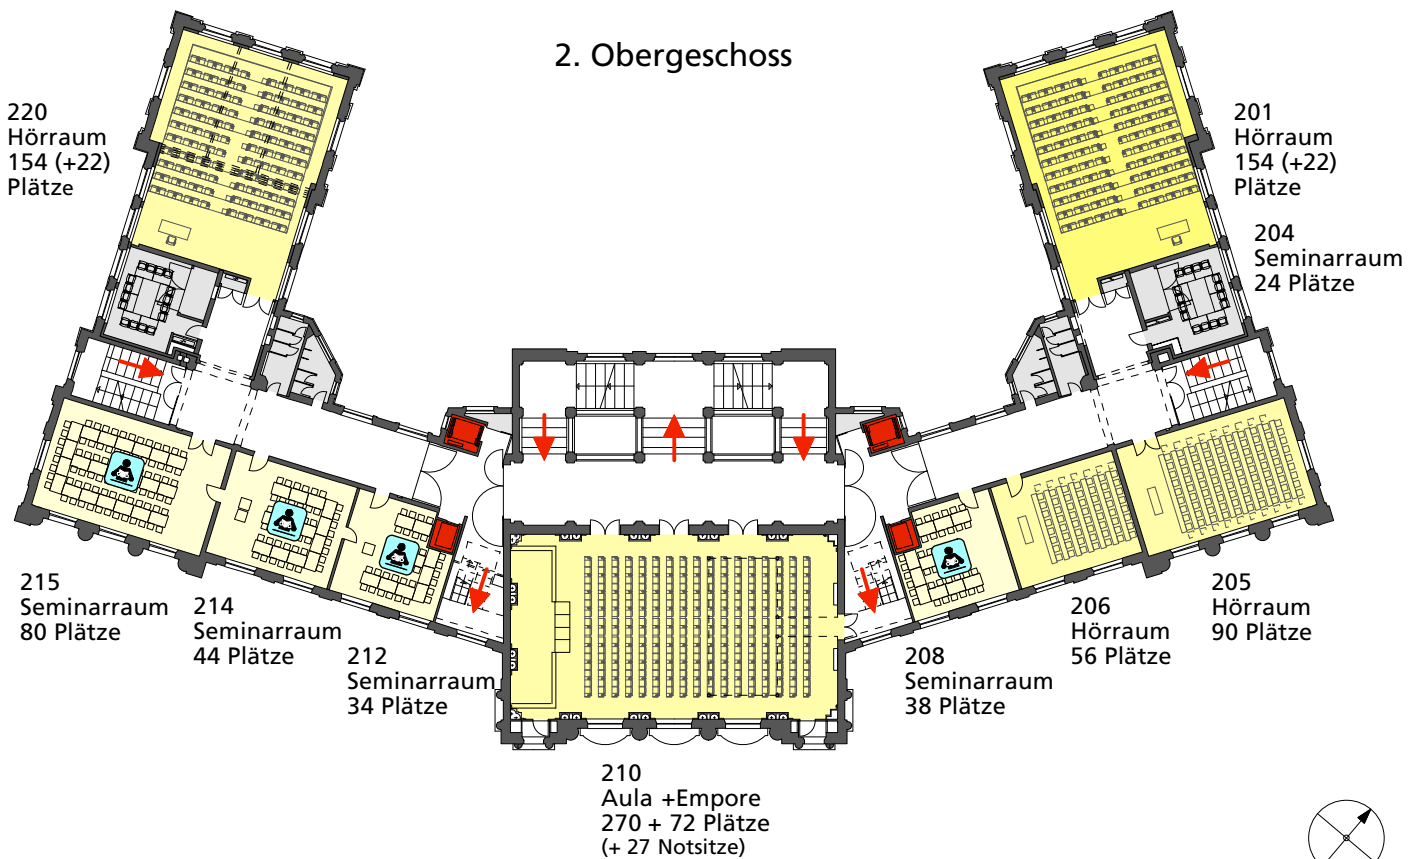 2. Obergeschoss
220
Hörraum
154 (+22)
Plätze
201
Hörraum
154 (+22)
Plätze
204
Seminarraum
24 Plätze
215
Seminarraum
80 Plätze
214
Seminarraum
44 Plätze
212
Seminarraum
34 Plätze
210
Aula +Empore
270 + 72 Plätze
(+ 27 Notsitze)
208
Seminarraum
38 Plätze
206
Hörraum
56 Plätze
205
Hörraum
90 Plätze